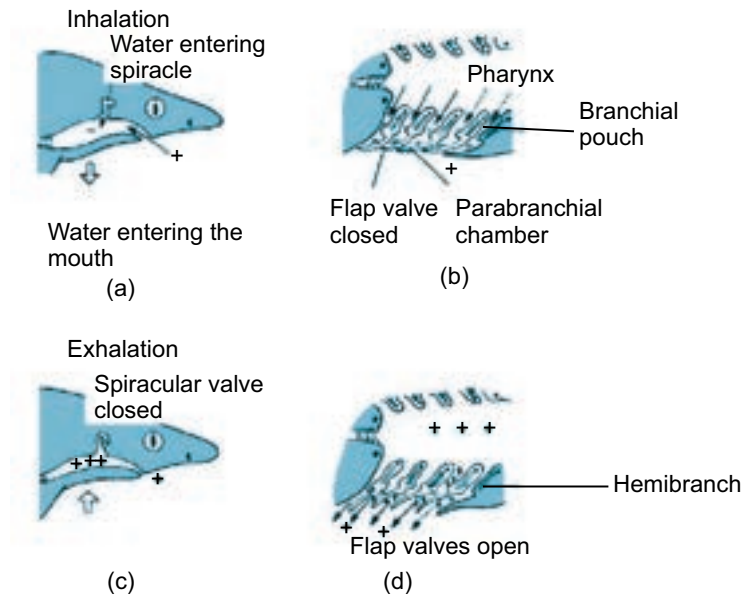 Inhalation
Water entering
spiracle
+
Water entering the
mouth
(a)
Pharynx
Branchial
pouch
+
Flap valve
closed
Parabranchial
chamber
(b)
Exhalation
Spiracular valve
closed
+++
+
(c)
+ + +
Hemibranch
+ +
Flap valves open
(d)